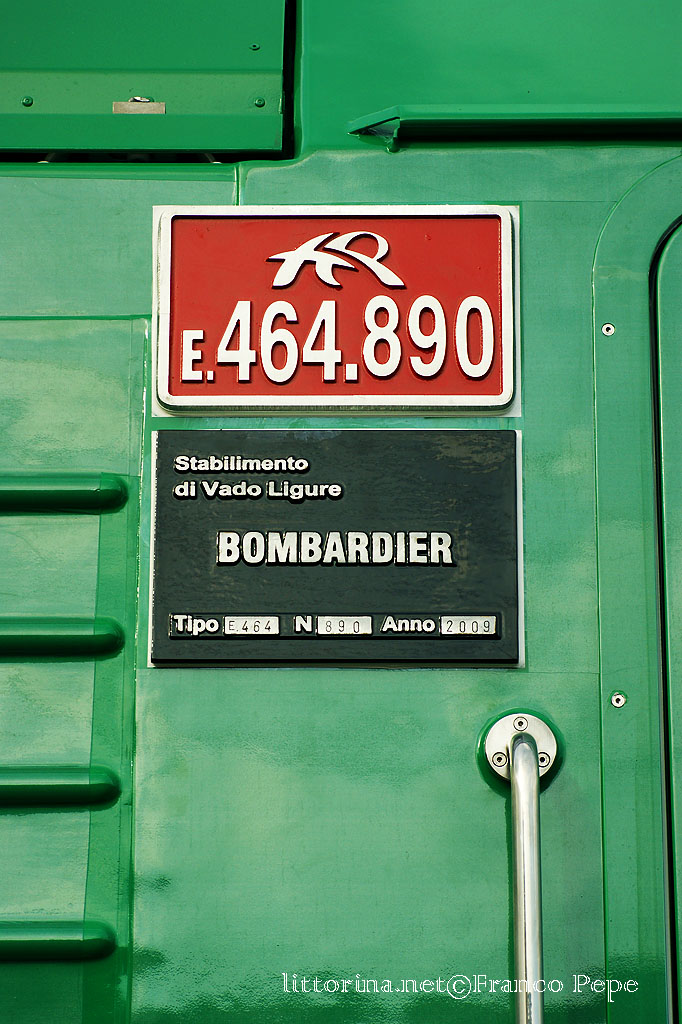 E.464.890
Stabilimento
di Vado Ligure
BOMBARDIER
Tipo E.464 N 890 Anno 2009
littorina.net©Franco Pepe